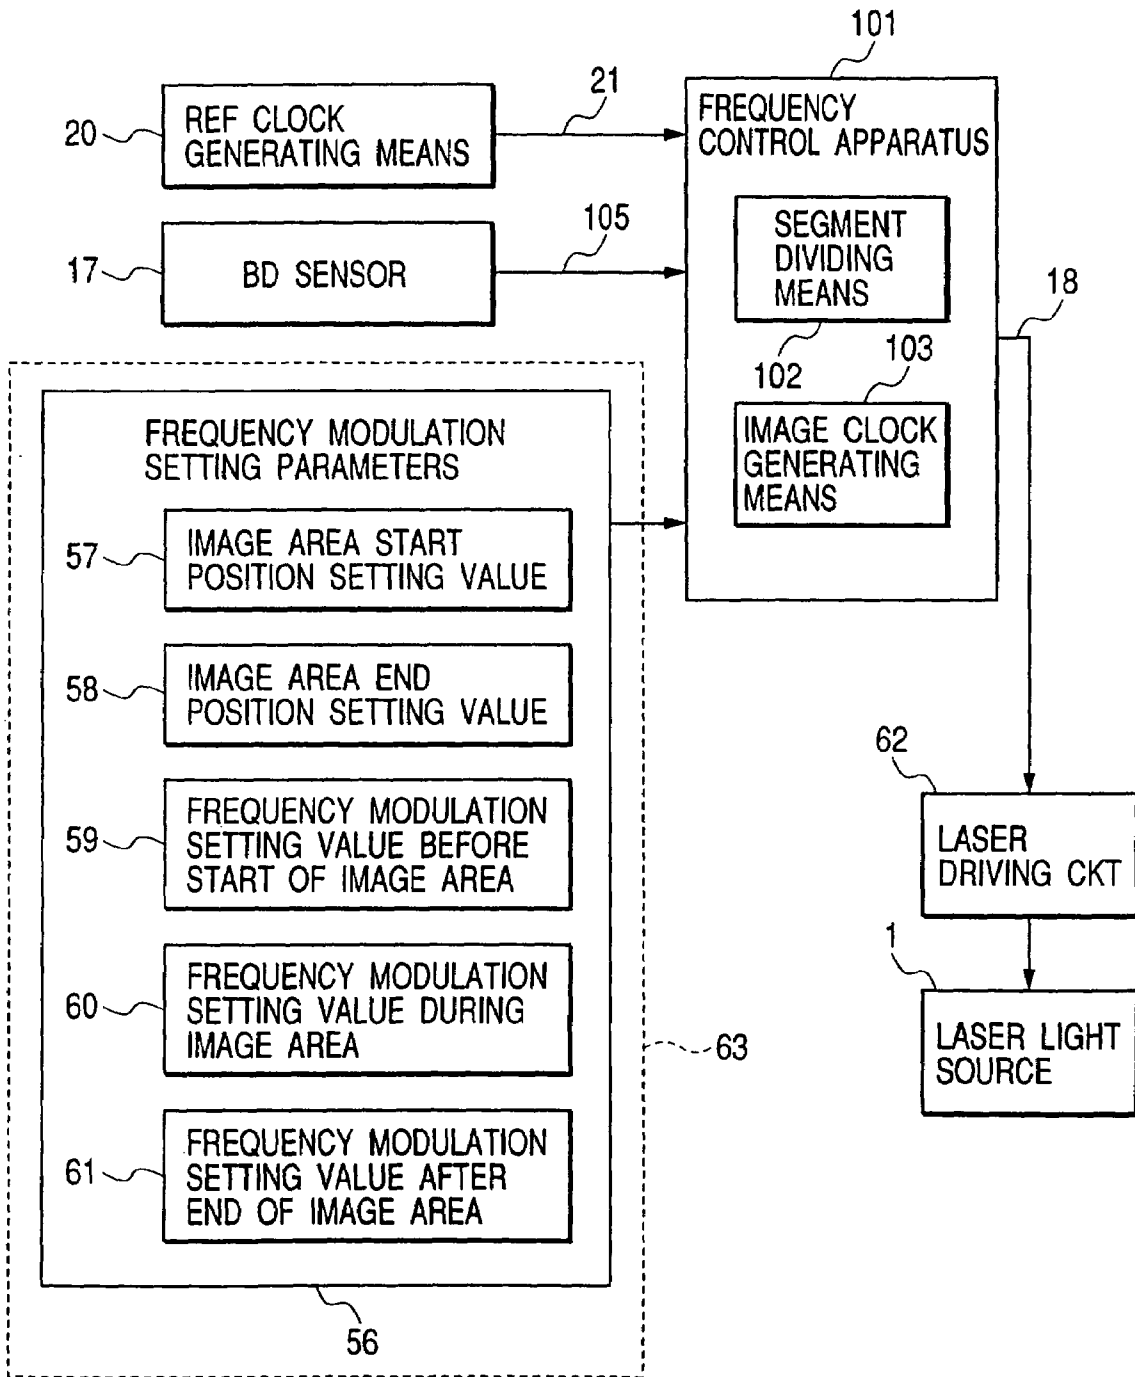 101
20
REF CLOCK
GENERATING MEANS
21
FREQUENCY
CONTROL APPARATUS
17
BD SENSOR
105
SEGMENT
DIVIDING
MEANS
102
18
103
IMAGE CLOCK
GENERATING
MEANS
FREQUENCY MODULATION
SETTING PARAMETERS
57
IMAGE AREA START
POSITION SETTING VALUE
58
IMAGE AREA END
POSITION SETTING VALUE
59
FREQUENCY MODULATION
SETTING VALUE BEFORE
START OF IMAGE AREA
60
FREQUENCY MODULATION
SETTING VALUE DURING
IMAGE AREA
61
FREQUENCY MODULATION
SETTING VALUE AFTER
END OF IMAGE AREA
56
63
62
LASER
DRIVING CKT
1
LASER LIGHT
SOURCE